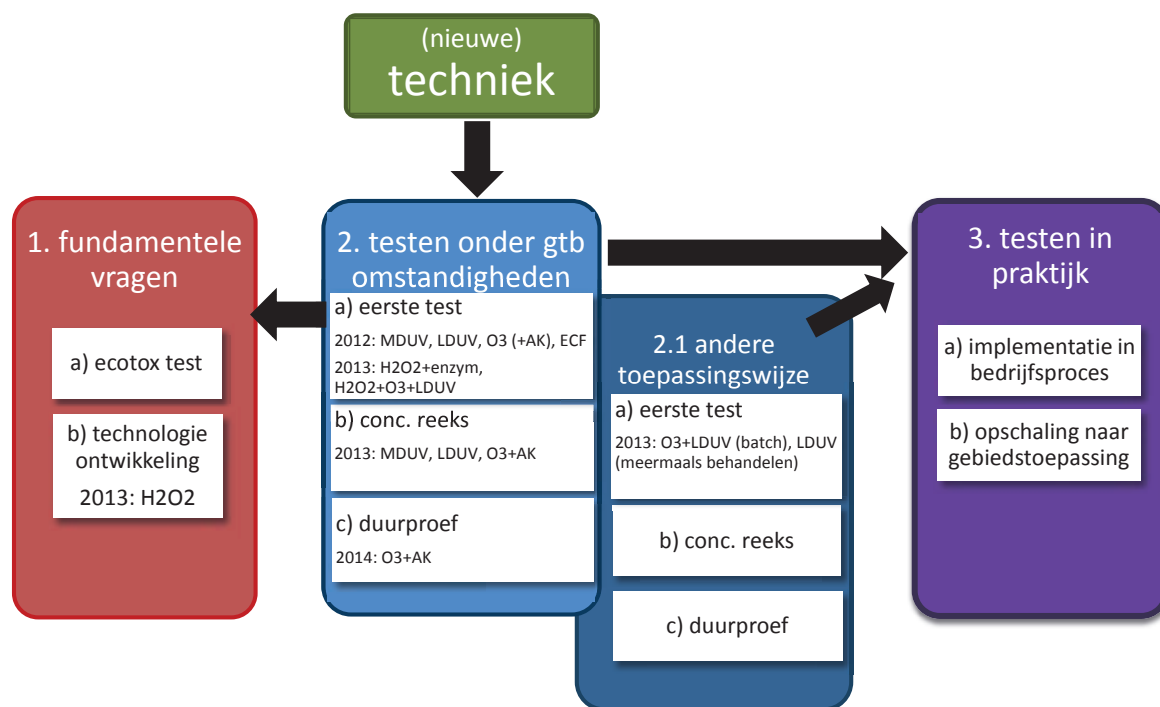 (nieuwe)
techniek
1. fundamentele
vragen
a) ecotox test
b) technologie
ontwikkeling
2013: H2O2
2. testen onder gtb
omstandigheden
a) eerste test
2012: MDUV, LDUV, O3 (+AK), ECF
2013: H2O2+enzym,
H2O2+O3+LDUV
b) conc. reeks
2013: MDUV, LDUV, O3+AK
c) duurproef
2014: O3+AK
2.1 andere
toepassingswijze
a) eerste test
2013: O3+LDUV (batch), LDUV
(meermaals behandelen)
b) conc. reeks
c) duurproef
3. testen in
praktijk
a) implementatie in
bedrijfsproces
b) opschaling naar
gebiedstoepassing